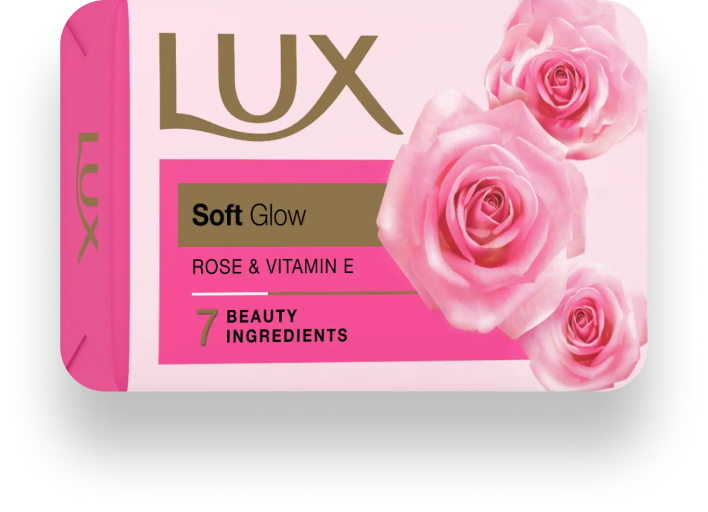 LUX
LUX
Soft Glow
ROSE & VITAMIN E
7 BEAUTY
INGREDIENTS